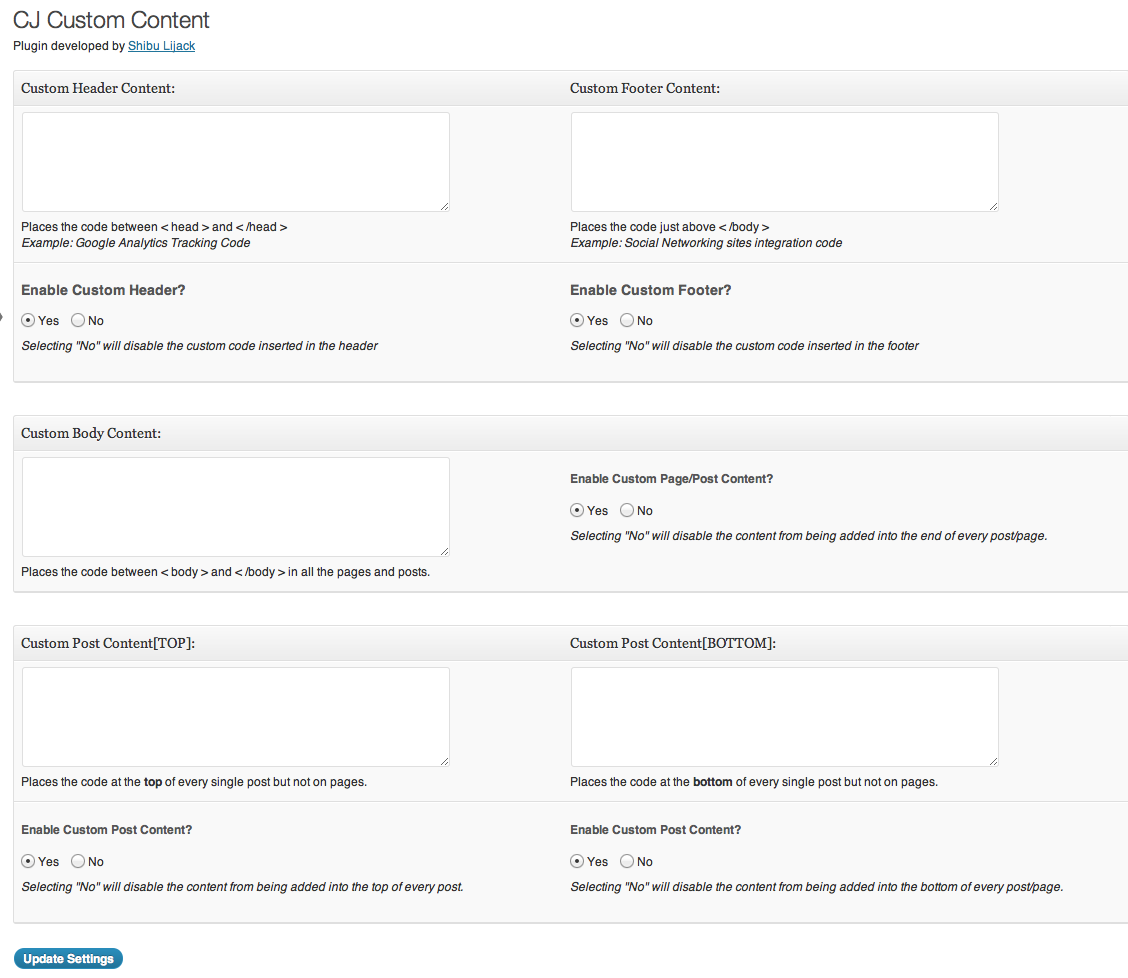 CJ Custom Content
Plugin developed by Shibu Lijack
Custom Header Content:
Custom Footer Content:
Places the code between < head > and < /head >
Example: Google Analytics Tracking Code
Places the code just above < /body >
Example: Social Networking sites integration code
Enable Custom Header?
Yes No
Selecting "No" will disable the custom code inserted in the header
Enable Custom Footer?
Yes No
Selecting "No" will disable the custom code inserted in the footer
Custom Body Content:
Places the code between < body > and < /body > in all the pages and posts.
Enable Custom Page/Post Content?
Yes No
Selecting "No" will disable the content from being added into the end of every post/page.
Custom Post Content[TOP]:
Custom Post Content[BOTTOM]:
Places the code at the top of every single post but not on pages.
Places the code at the bottom of every single post but not on pages.
Enable Custom Post Content?
Yes No
Selecting "No" will disable the content from being added into the top of every post.
Enable Custom Post Content?
Yes No
Selecting "No" will disable the content from being added into the bottom of every post/page.
Update Settings